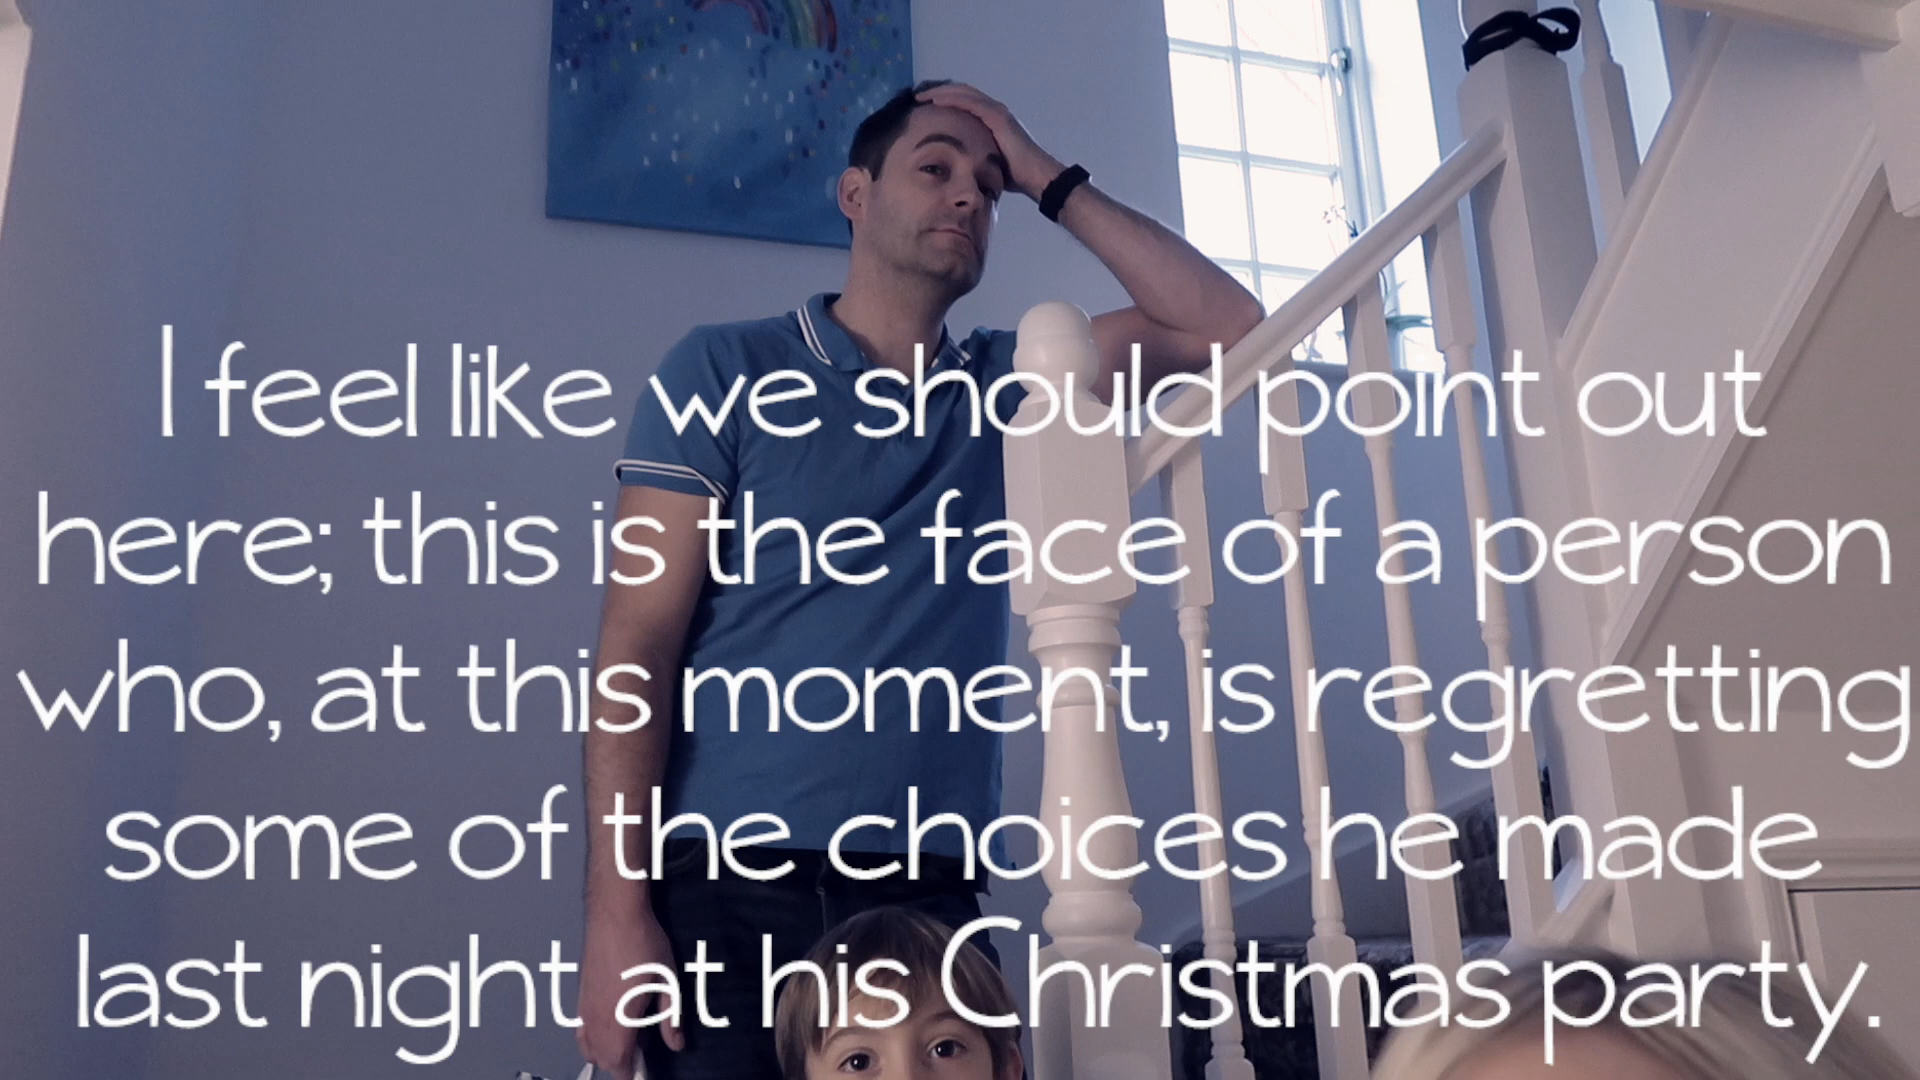 I feel like we should point out
here; this is the face of a person
who, at this moment, is regretting
some of the choices he made
last night at his Christmas party.